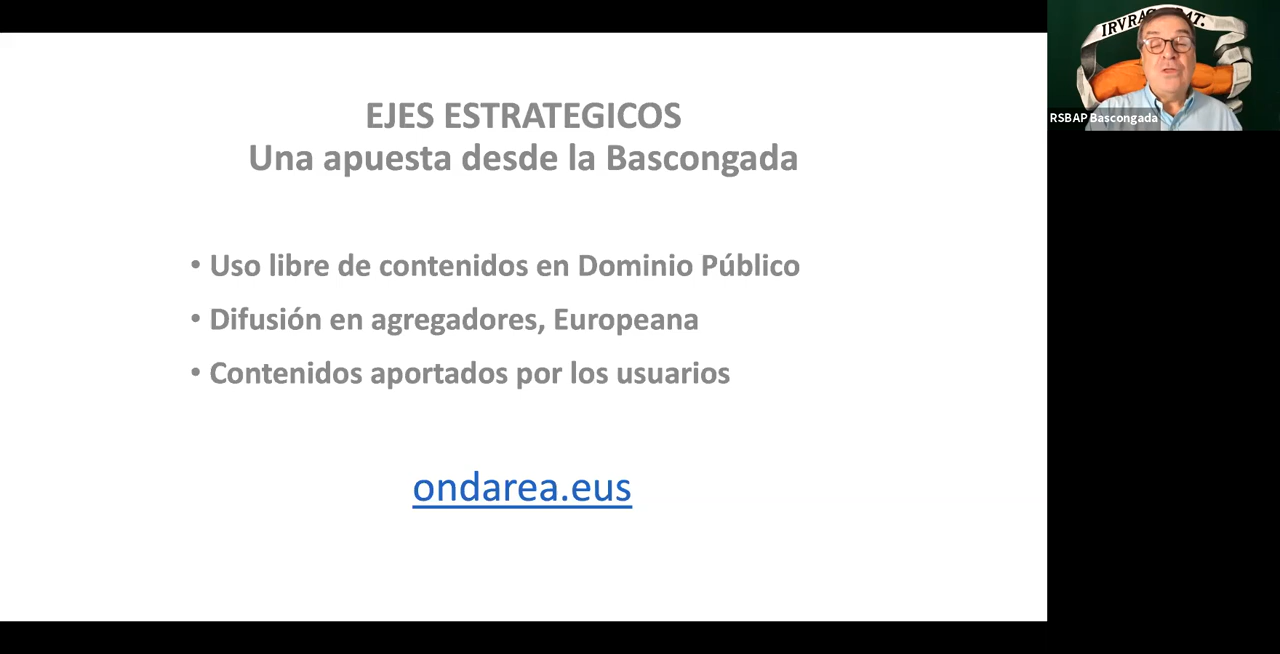 EJES ESTRATEGICOS
Una apuesta desde la Bascongada
• Uso libre de contenidos en Dominio Público
• Difusión en agregadores, Europeana
• Contenidos aportados por los usuarios
ondarea.eus
RSBAP Bascongada